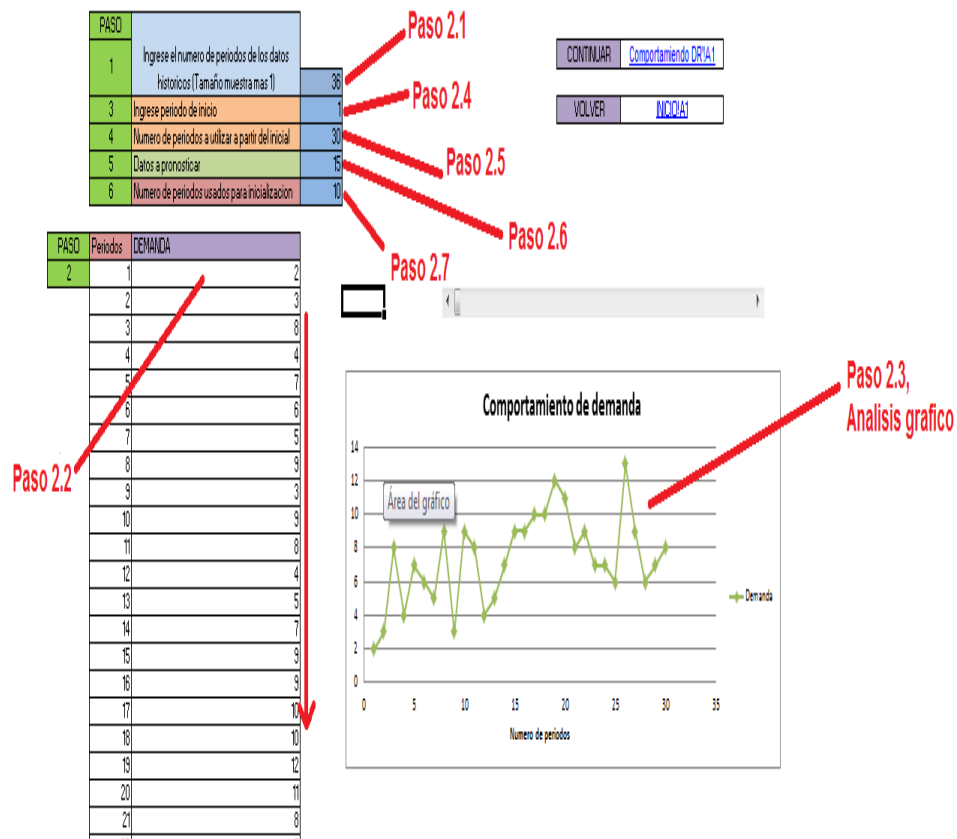 PASO
1
Ingrese el numero de periodos de los datos
historicos (Tamaño muestra mas 1)
36
3
Ingrese periodo de inicio
1
4
Numero de periodos a utilizar a partir del inicial
30
5
Datos a pronosticar
15
6
Numero de periodos usados para inicializacion
10
Paso 2.1
Paso 2.4
Paso 2.5
Paso 2.6
Paso 2.7
CONTINUAR
Comportamiendo DR'!A1
VOLVER
INICIO!A1
PASO Periodos DEMANDA
2 1 2
2 3
3 8
4 4
5 7
6 6
7 5
8 9
9 3
10 9
11 8
12 4
13 5
14 7
15 9
16 9
17 10
18 10
19 12
20 11
21 8
Paso 2.2
Paso 2.3,
Analisis grafico
Comportamiento de demanda
14
12
10
8
6
4
2
0
Área del gráfico
0 5 10 15 20 25 30 35
Numero de periodos
Demanda